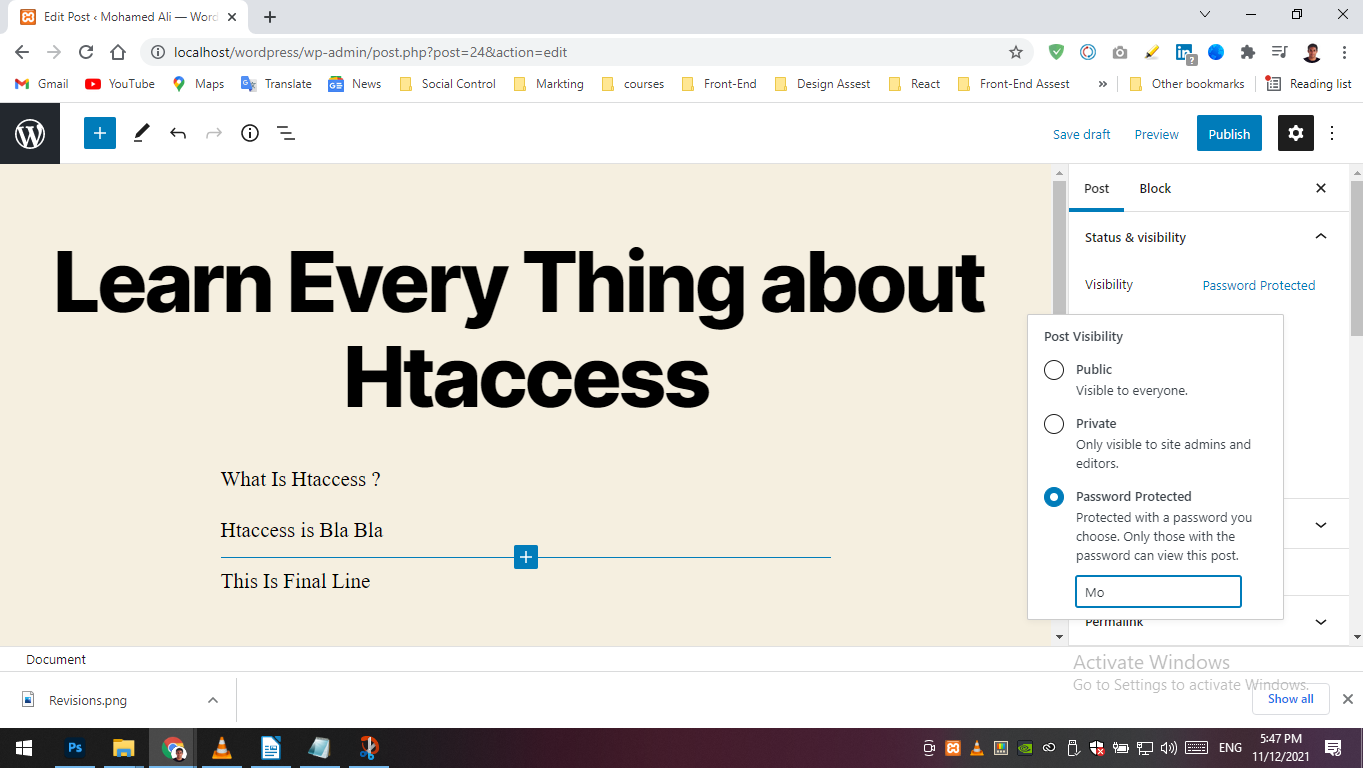 Edit Post ‹ Mohamed Ali — Word
localhost/wordpress/wp-admin/post.php?post=24&action=edit
Gmail YouTube Maps Translate News Social Control Markting courses Front-End Design Assest React Front-End Assest » Other bookmarks Reading list
Save draft Preview Publish
Post Block
Learn Every Thing about
Htaccess
What Is Htaccess ?
Htaccess is Bla Bla
This Is Final Line
Status & visibility
Visibility Password Protected
Post Visibility
Public
Visible to everyone.
Private
Only visible to site admins and
editors.
Password Protected
Protected with a password you
choose. Only those with the
password can view this post.
Mo
Permalink
Document
Activate Windows
Go to Settings to activate Windows.
Revisions.png
Show all
Ps
ENG
5:47 PM
11/12/2021